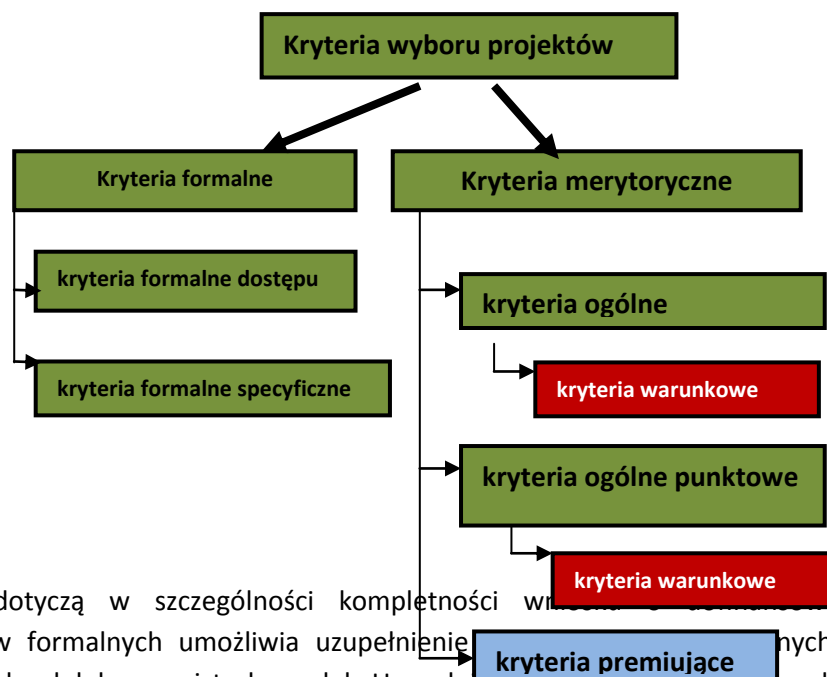 Kryteria wyboru projektów
Kryteria formalne
Kryteria merytoryczne
kryteria formalne dostępu
kryteria ogólne
kryteria formalne specyficzne
kryteria warunkowe
kryteria ogólne punktowe
kryteria warunkowe
dotyczą w szczególności kompletności
formalnych umożliwia uzupełnienie
kryteria premiujące